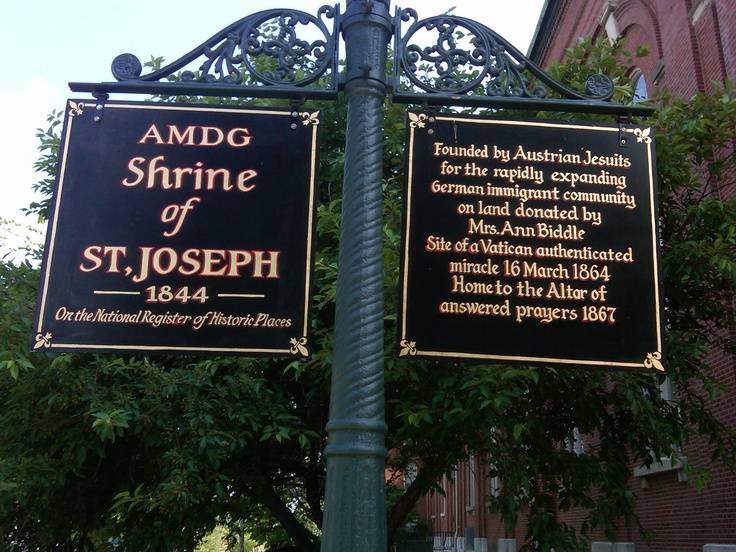 AMDG
Shrine
of
ST. JOSEPH
1844
On the National Register of Historic Places
Founded by Austrian Jesuits
for the rapidly expanding
German immigrant community
on land donated by
Mrs. Ann Biddle
Site of a Vatican authenticated
miracle 16 March 1864
Home to the Altar of
answered prayers 1867